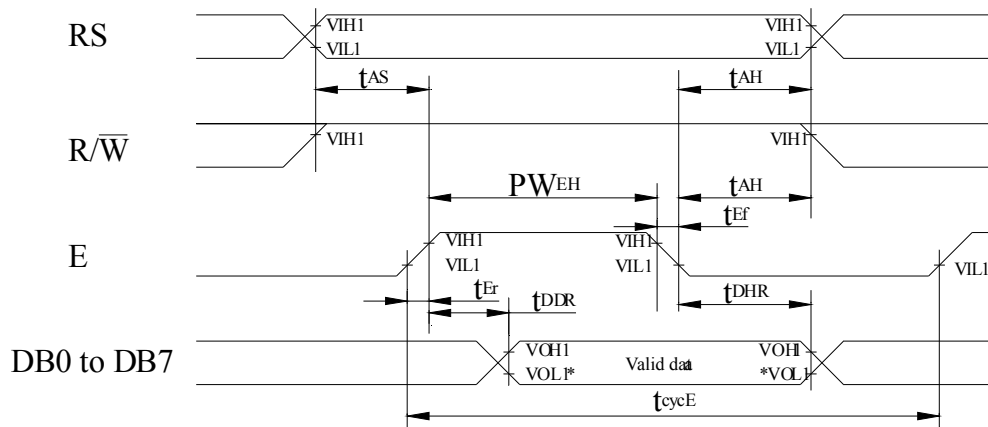 RS
VIH1
VIL1
VIH1
VIL1
tAS
tAH
R/W̅
VIH1
VIH1
PWEH
tAH
tEf
E
VIH1
VIL1
VIH1
VIL1
VIL1
tEr
tDDR
tDHR
DB0 to DB7
VOH1
VOL1*
Valid data
VOH1
*VOL1
tcycE